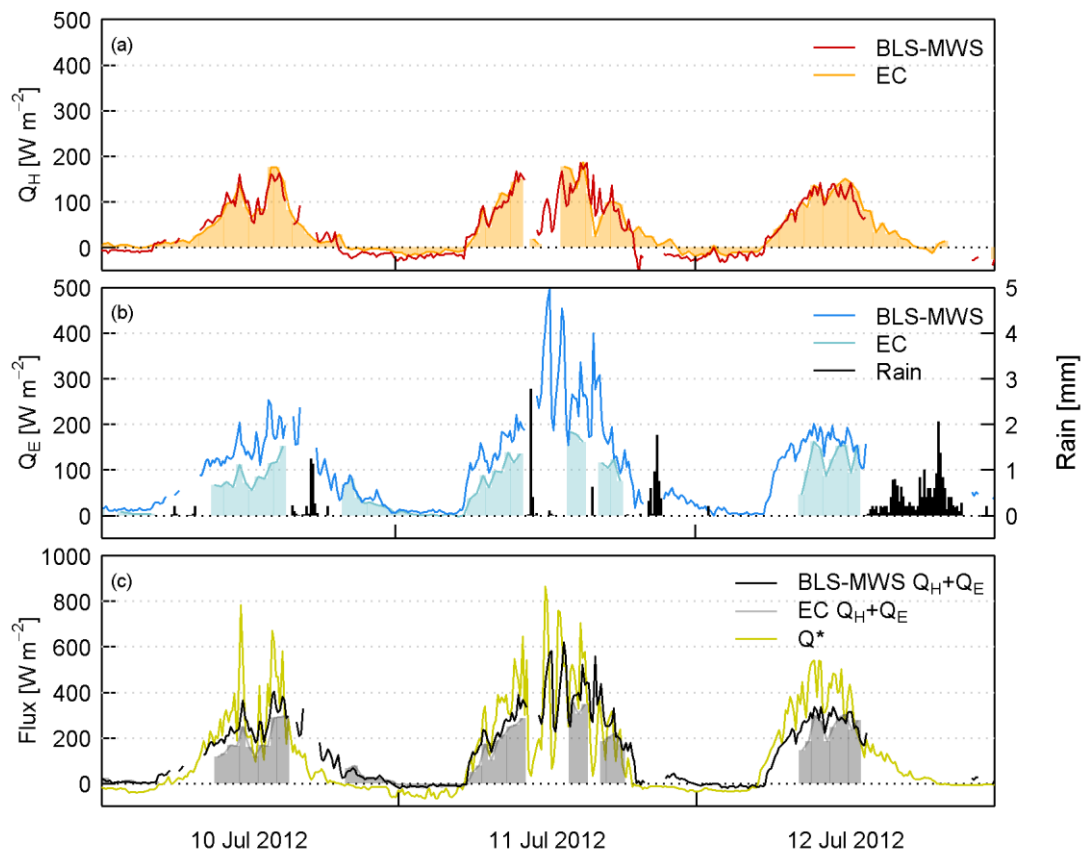 (a)
BLS-MWS
EC
500
400
300
200
100
0
Q_H [W m⁻²]
(b)
BLS-MWS
EC
Rain
500
400
300
200
100
0
Q_E [W m⁻²]
5
4
3
2
1
0
Rain [mm]
(c)
BLS-MWS Q_H+Q_E
EC Q_H+Q_E
Q*
1000
800
600
400
200
0
Flux [W m⁻²]
10 Jul 2012 11 Jul 2012 12 Jul 2012